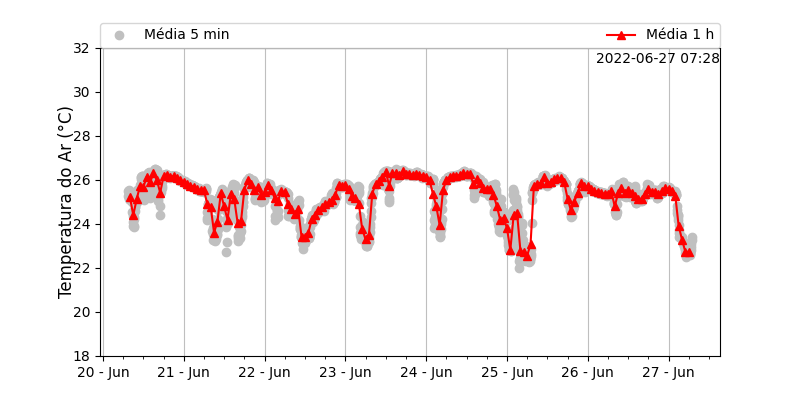 Média 5 min
Média 1 h
2022-06-27 07:28
Temperatura do Ar (°C)
32
30
28
26
24
22
20
18
20 - Jun
21 - Jun
22 - Jun
23 - Jun
24 - Jun
25 - Jun
26 - Jun
27 - Jun